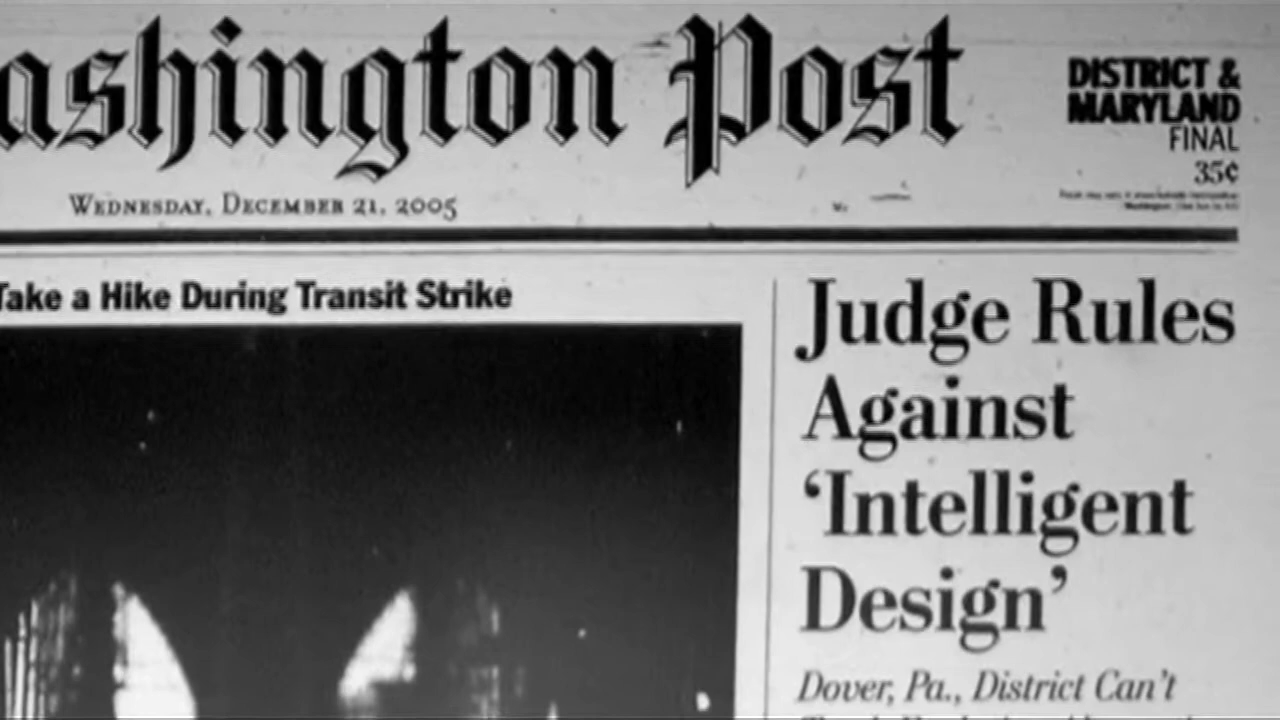 ashington Post
DISTRICT &
MARYLAND
FINAL
35¢
WEDNESDAY, DECEMBER 21, 2005
Take a Hike During Transit Strike
Judge Rules
Against
‘Intelligent
Design’
Dover, Pa., District Can't